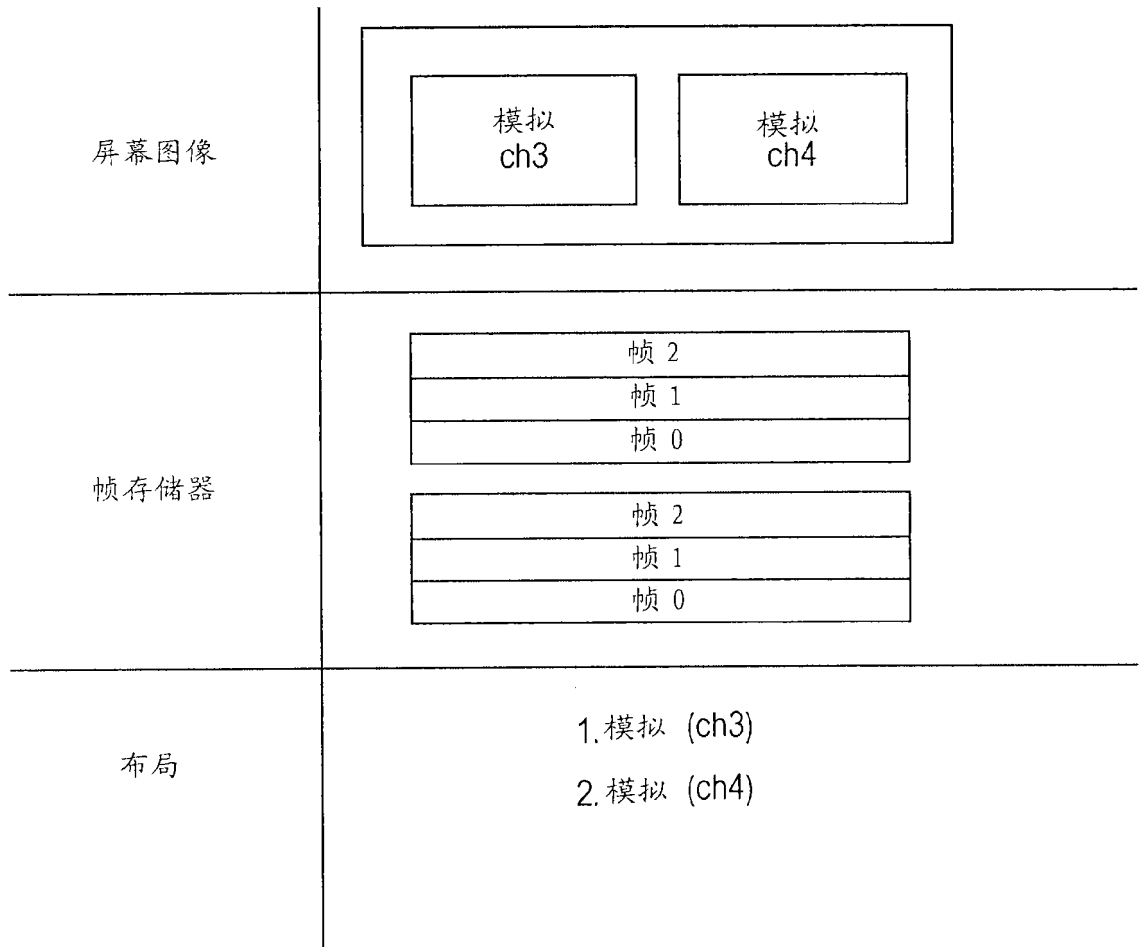 屏幕图像
模拟
ch3
模拟
ch4
帧存储器
帧 2
帧 1
帧 0
帧 2
帧 1
帧 0
布局
1.模拟 (ch3)
2.模拟 (ch4)